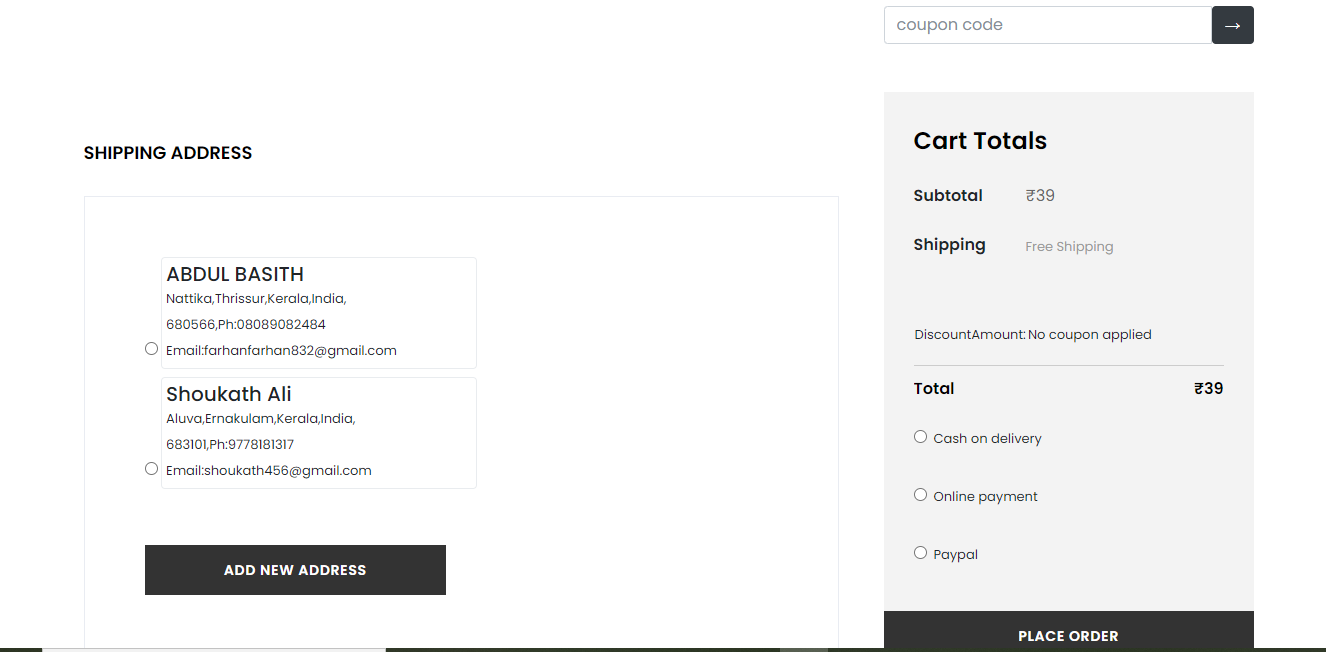 coupon code
→
SHIPPING ADDRESS
ABDUL BASITH
Nattika,Thrissur,Kerala,India,
680566,Ph:08089082484
Email:farhanfarhan832@gmail.com
Shoukath Ali
Aluva,Ernakulam,Kerala,India,
683101,Ph:9778181317
Email:shoukath456@gmail.com
ADD NEW ADDRESS
Cart Totals
Subtotal ₹39
Shipping Free Shipping
DiscountAmount: No coupon applied
Total ₹39
Cash on delivery
Online payment
Paypal
PLACE ORDER